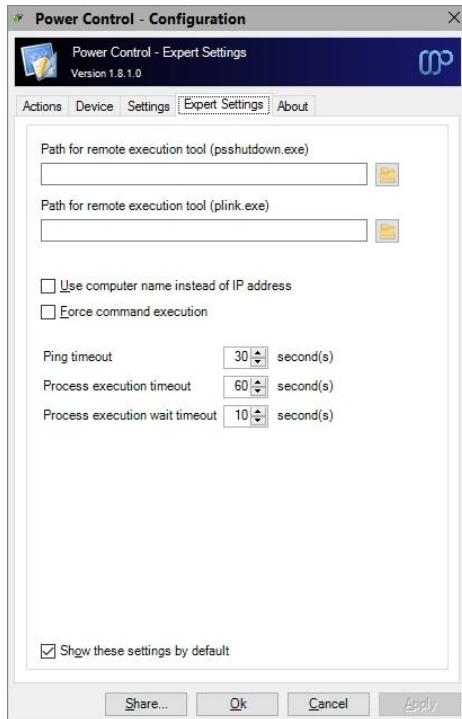 Power Control - Configuration
Power Control - Expert Settings
Version 1.8.1.0
Actions Device Settings Expert Settings About
Path for remote execution tool (psshutdown.exe)
Path for remote execution tool (plink.exe)
Use computer name instead of IP address
Force command execution
Ping timeout 30 second(s)
Process execution timeout 60 second(s)
Process execution wait timeout 10 second(s)
Show these settings by default
Share... Ok Cancel Apply